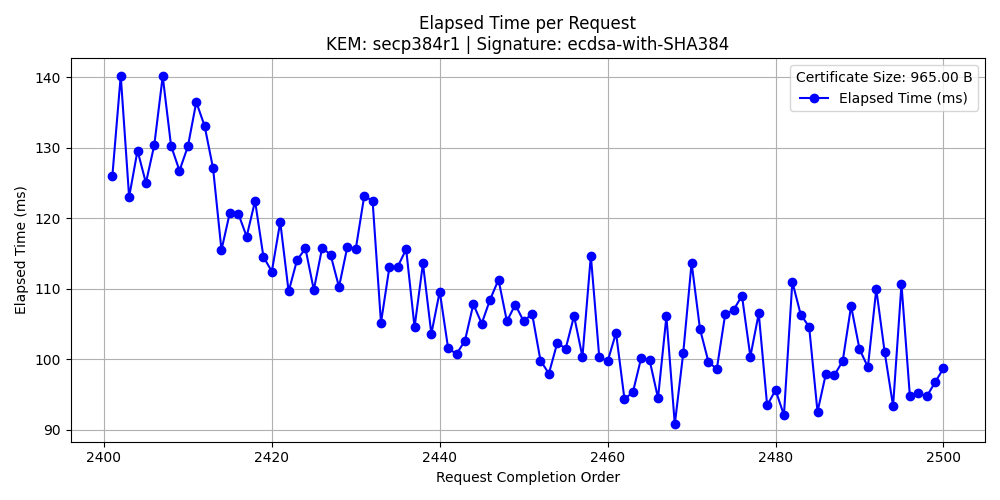 Elapsed Time per Request
KEM: secp384r1 | Signature: ecdsa-with-SHA384
Certificate Size: 965.00 B
Elapsed Time (ms)
Elapsed Time (ms)
140
130
120
110
100
90
2400
2420
2440
2460
2480
2500
Request Completion Order